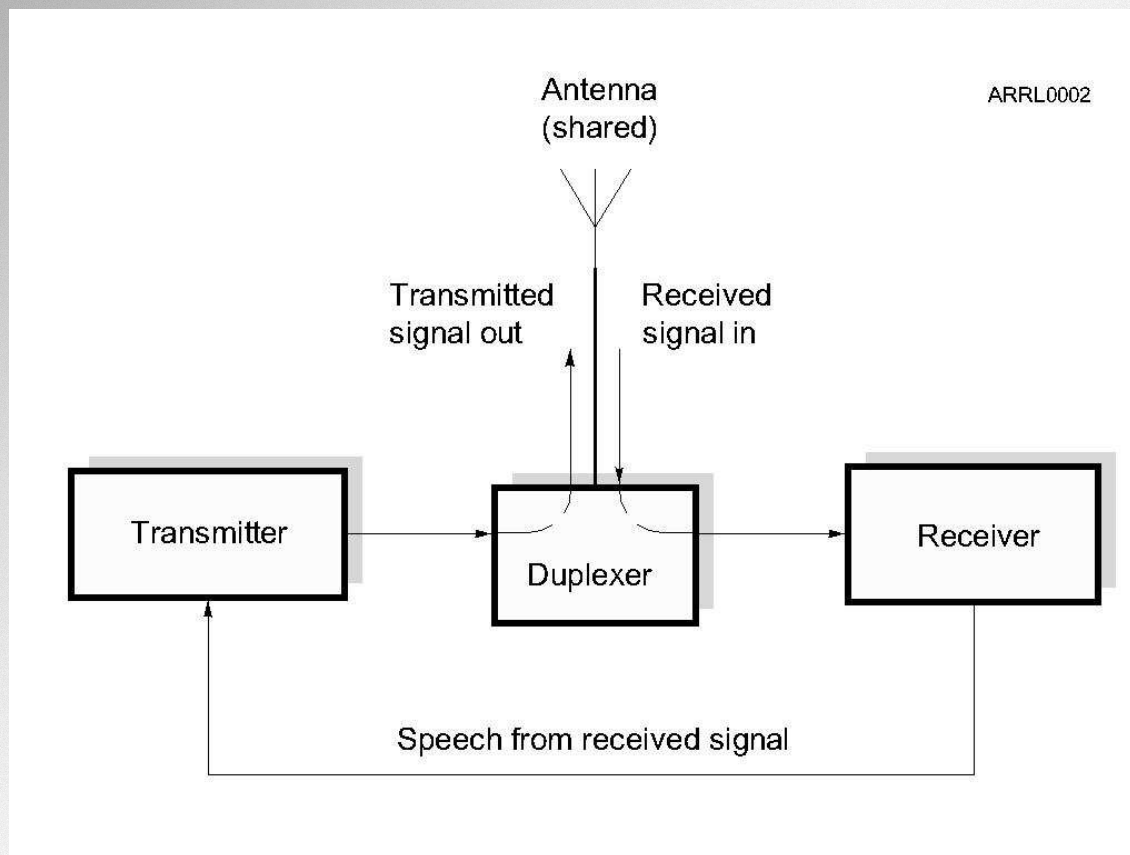 Antenna
(shared)
ARRL0002
Transmitted
signal out
Received
signal in
Transmitter
Duplexer
Receiver
Speech from received signal